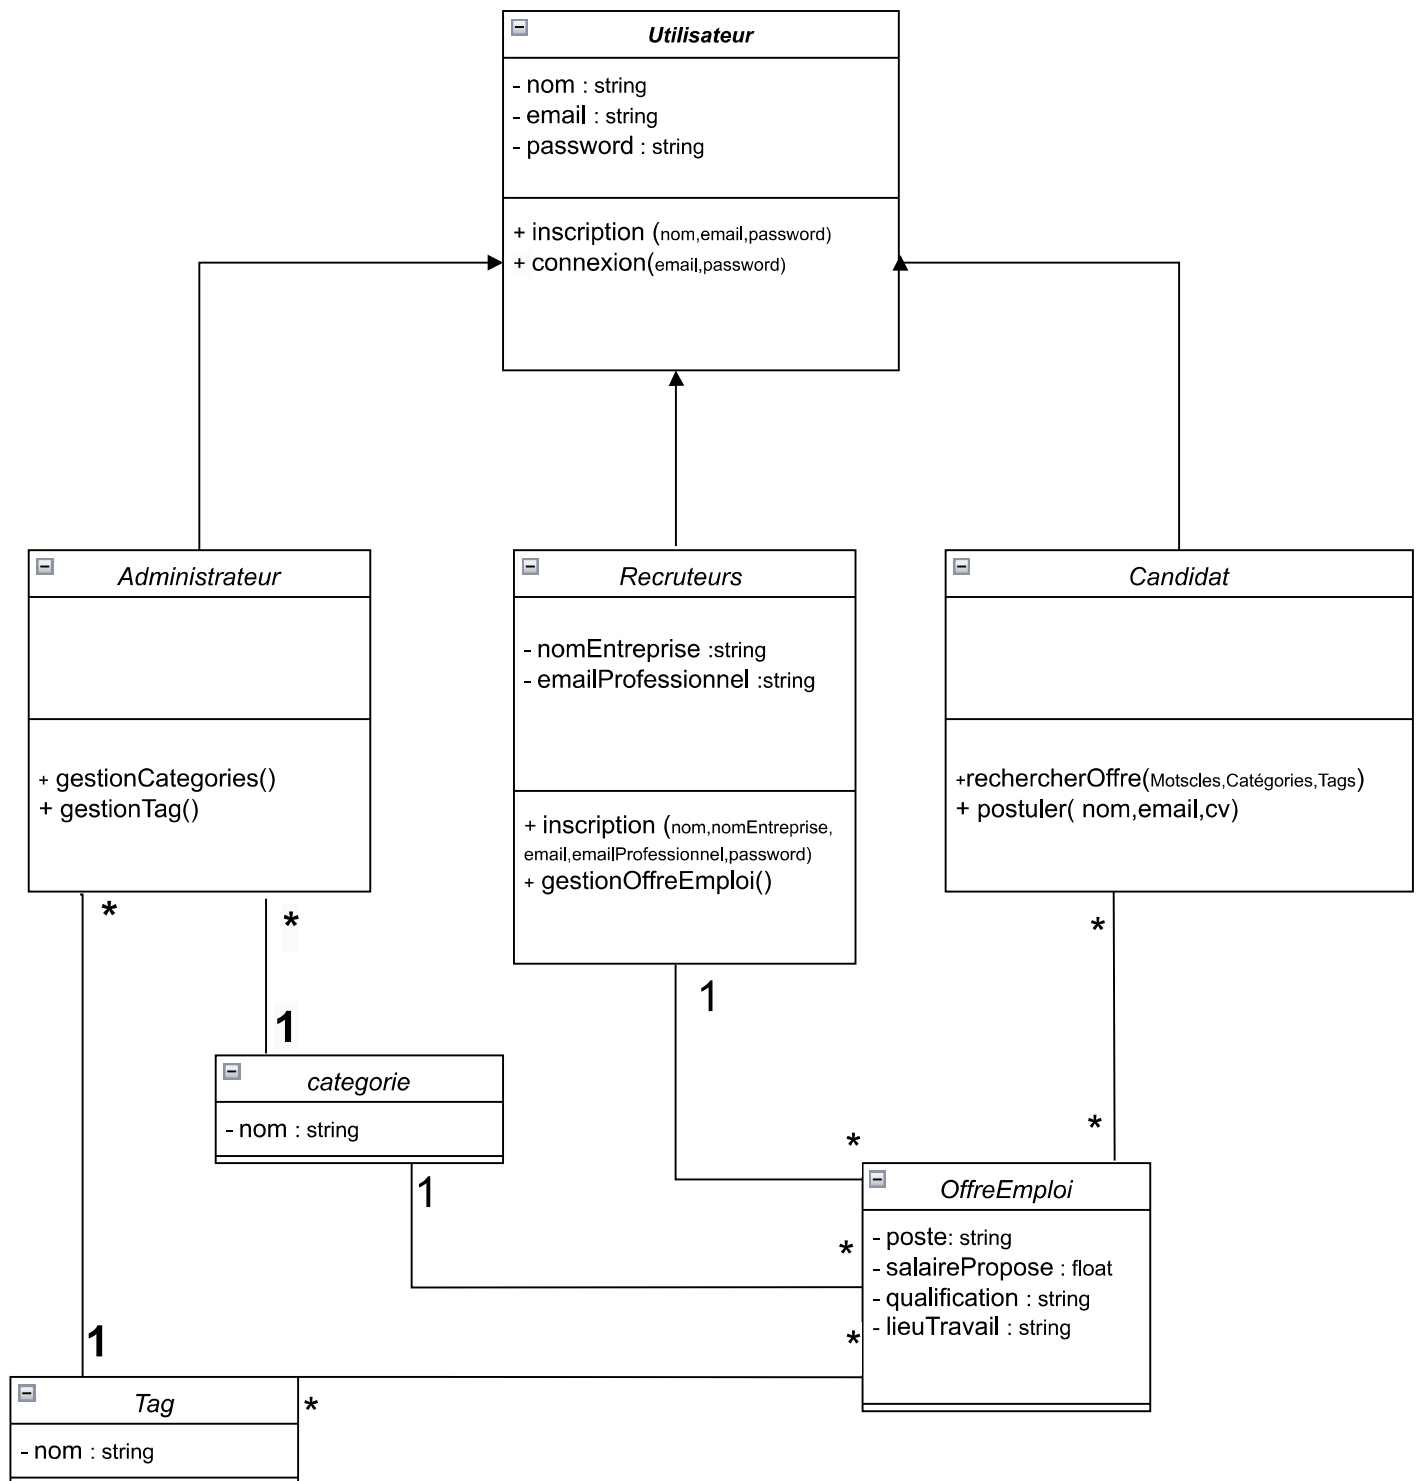 Utilisateur
- nom : string
- email : string
- password : string
+ inscription (nom,email,password)
+ connexion(email,password)
Administrateur
+ gestionCategories()
+ gestionTag()
Recruteurs
- nomEntreprise :string
- emailProfessionnel :string
+ inscription (nom,nomEntreprise,
email,emailProfessionnel,password)
+ gestionOffreEmploi()
Candidat
+rechercherOffre(Motscles,Catégories,Tags)
+ postuler( nom,email,cv)
*
*
1
*
1
categorie
- nom : string
1
*
*
OffreEmploi
- poste: string
- salairePropose : float
- qualification : string
- lieuTravail : string
*
*
1
Tag
- nom : string
*